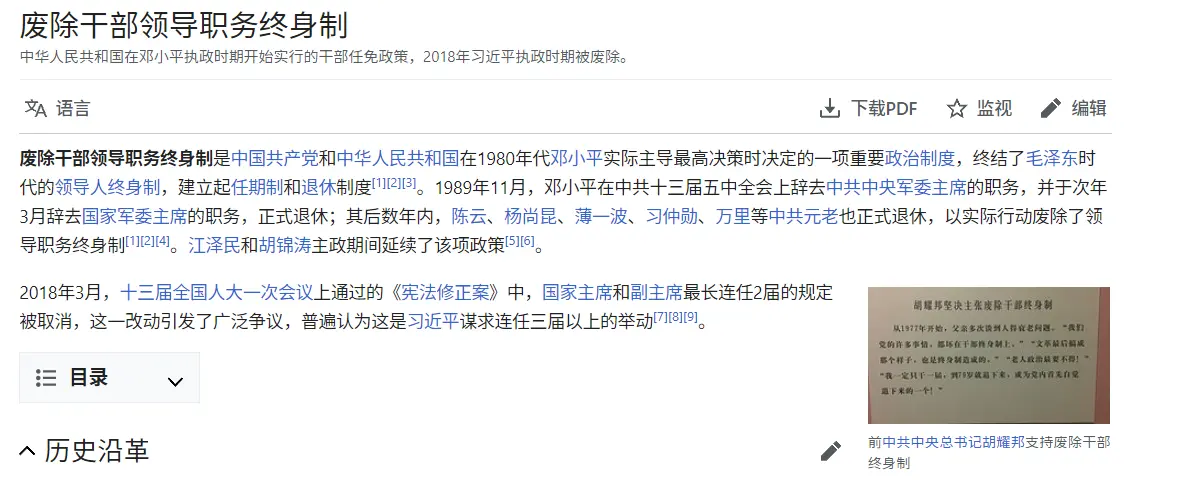 废除干部领导职务终身制
中华人民共和国在邓小平执政时期开始实行的干部任免政策，2018年习近平执政时期被废除。
语言
下载PDF
监视
编辑
废除干部领导职务终身制是中国共产党和中华人民共和国在1980年代邓小平实际主导最高决策时决定的一项重要政治制度，终结了毛泽东时
代的领导人终身制，建立起任期制和退休制度[1][2][3]。1989年11月，邓小平在中共十三届五中全会上辞去中共中央军委主席的职务，并于次年
3月辞去国家军委主席的职务，正式退休；其后数年内，陈云、杨尚昆、薄一波、习仲勋、万里等中共元老也正式退休，以实际行动废除了领
导职务终身制[1][2][4]。江泽民和胡锦涛主政期间延续了该项政策[5][6]。
2018年3月，十三届全国人大一次会议上通过的《宪法修正案》中，国家主席和副主席最长连任2届的规定
被取消，这一改动引发了广泛争议，普遍认为这是习近平谋求连任三届以上的举动[7][8][9]。
目录
历史沿革
胡耀邦坚决主张废除干部终身制
从1977年开始，父亲多次谈到人得衰老问题。“我们
党的许多事情，都坏在干部终身制上。”“文革最后搞成
那个样子，也是终身制造成的。”“老人政治最要不得！”
“我一定只干一届，到70岁就退下来，成为党内首先自觉
退下来的一个！”
前中共中央总书记胡耀邦支持废除干部
终身制